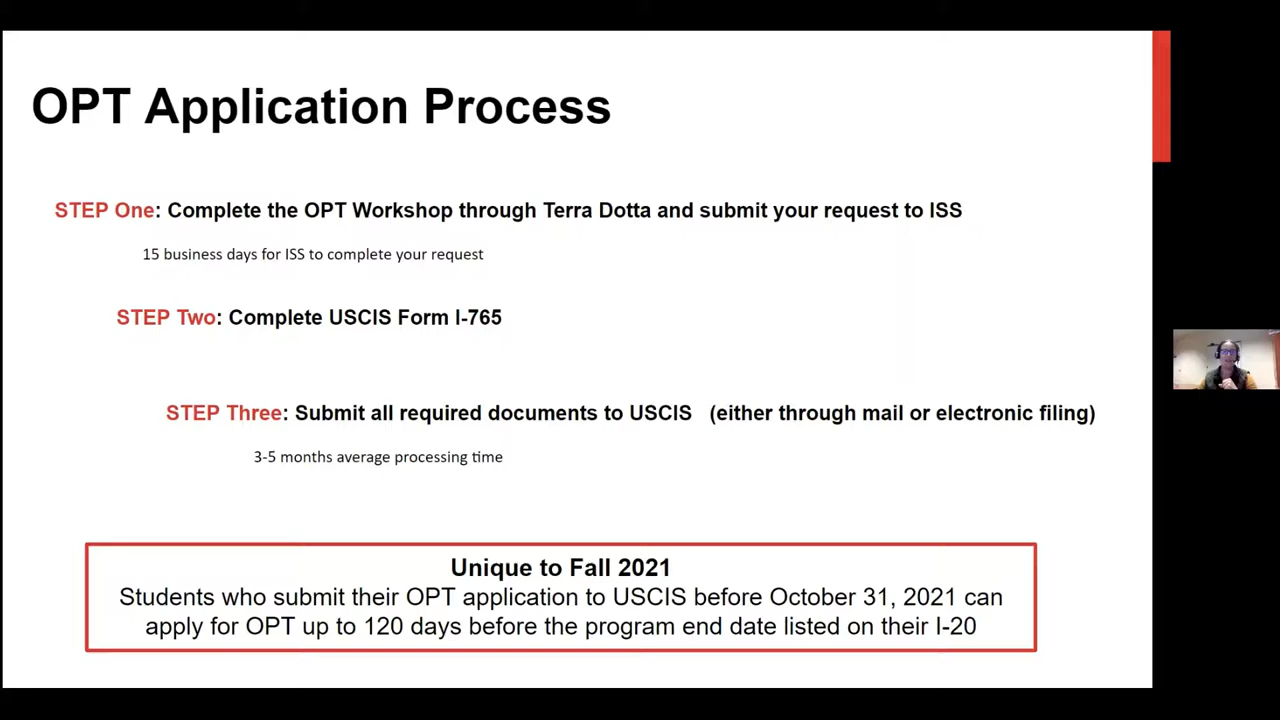 OPT Application Process
STEP One: Complete the OPT Workshop through Terra Dotta and submit your request to ISS
15 business days for ISS to complete your request
STEP Two: Complete USCIS Form I-765
STEP Three: Submit all required documents to USCIS (either through mail or electronic filing)
3-5 months average processing time
Unique to Fall 2021
Students who submit their OPT application to USCIS before October 31, 2021 can
apply for OPT up to 120 days before the program end date listed on their I-20